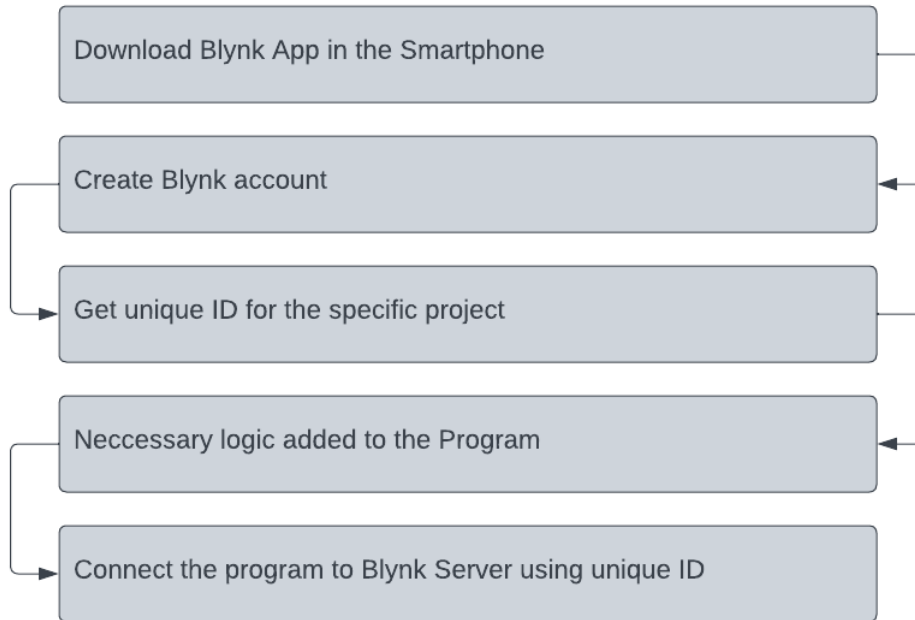 Download Blynk App in the Smartphone
Create Blynk account
Get unique ID for the specific project
Neccessary logic added to the Program
Connect the program to Blynk Server using unique ID